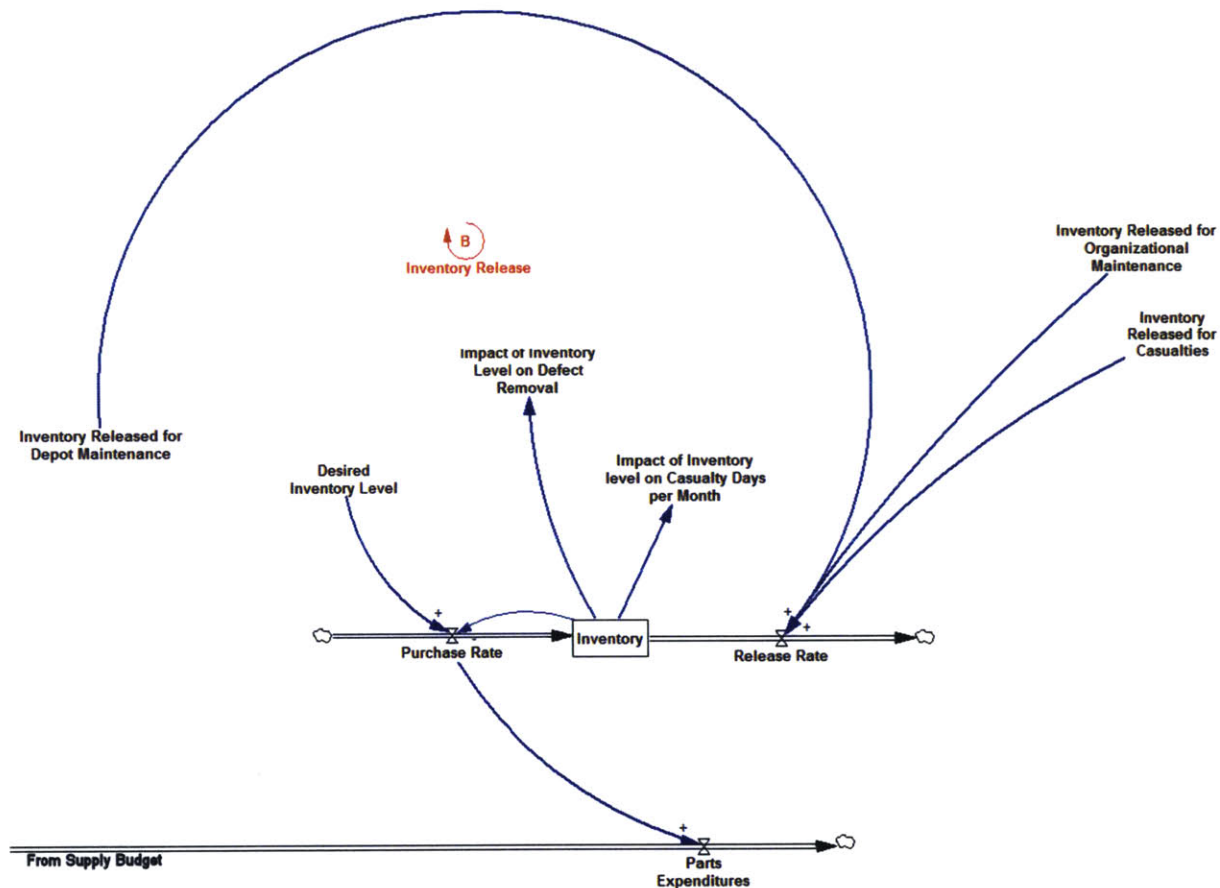 B
Inventory Release
Inventory Released for
Organizational
Maintenance
Inventory
Released for
Casualties
Impact of Inventory
Level on Defect
Removal
Inventory Released for
Depot Maintenance
Desired
Inventory Level
Impact of Inventory
level on Casualty Days
per Month
+
-
Purchase Rate
Inventory
+
+
Release Rate
+
From Supply Budget
Parts
Expenditures